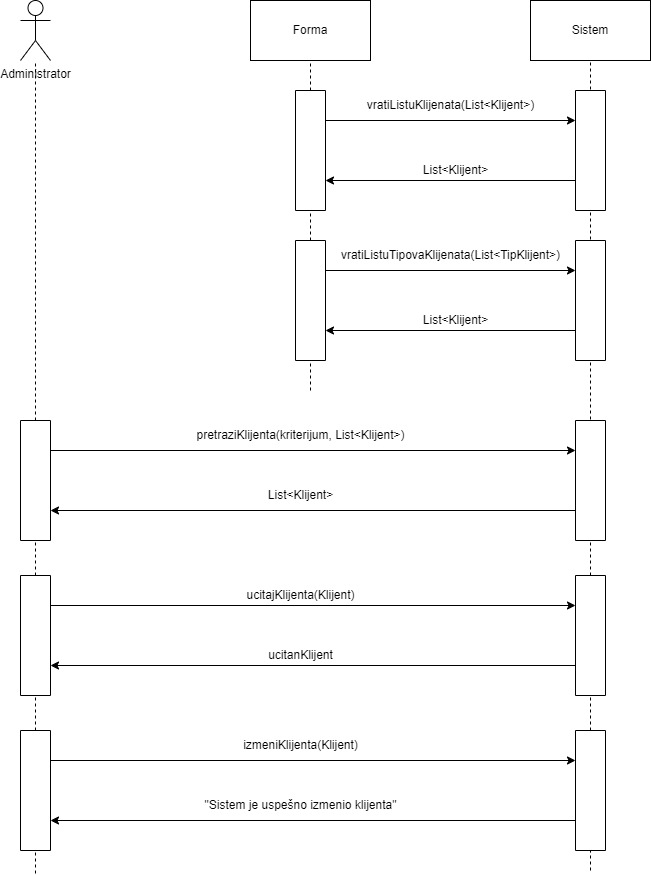 Administrator
Forma
Sistem
vratiListuKlijenata(List<Klijent>)
List<Klijent>
vratiListuTipovaKlijenata(List<TipKlijent>)
List<Klijent>
pretraziKlijenta(kriterijum, List<Klijent>)
List<Klijent>
ucitajKlijenta(Klijent)
ucitanKlijent
izmeniKlijenta(Klijent)
"Sistem je uspešno izmenio klijenta"